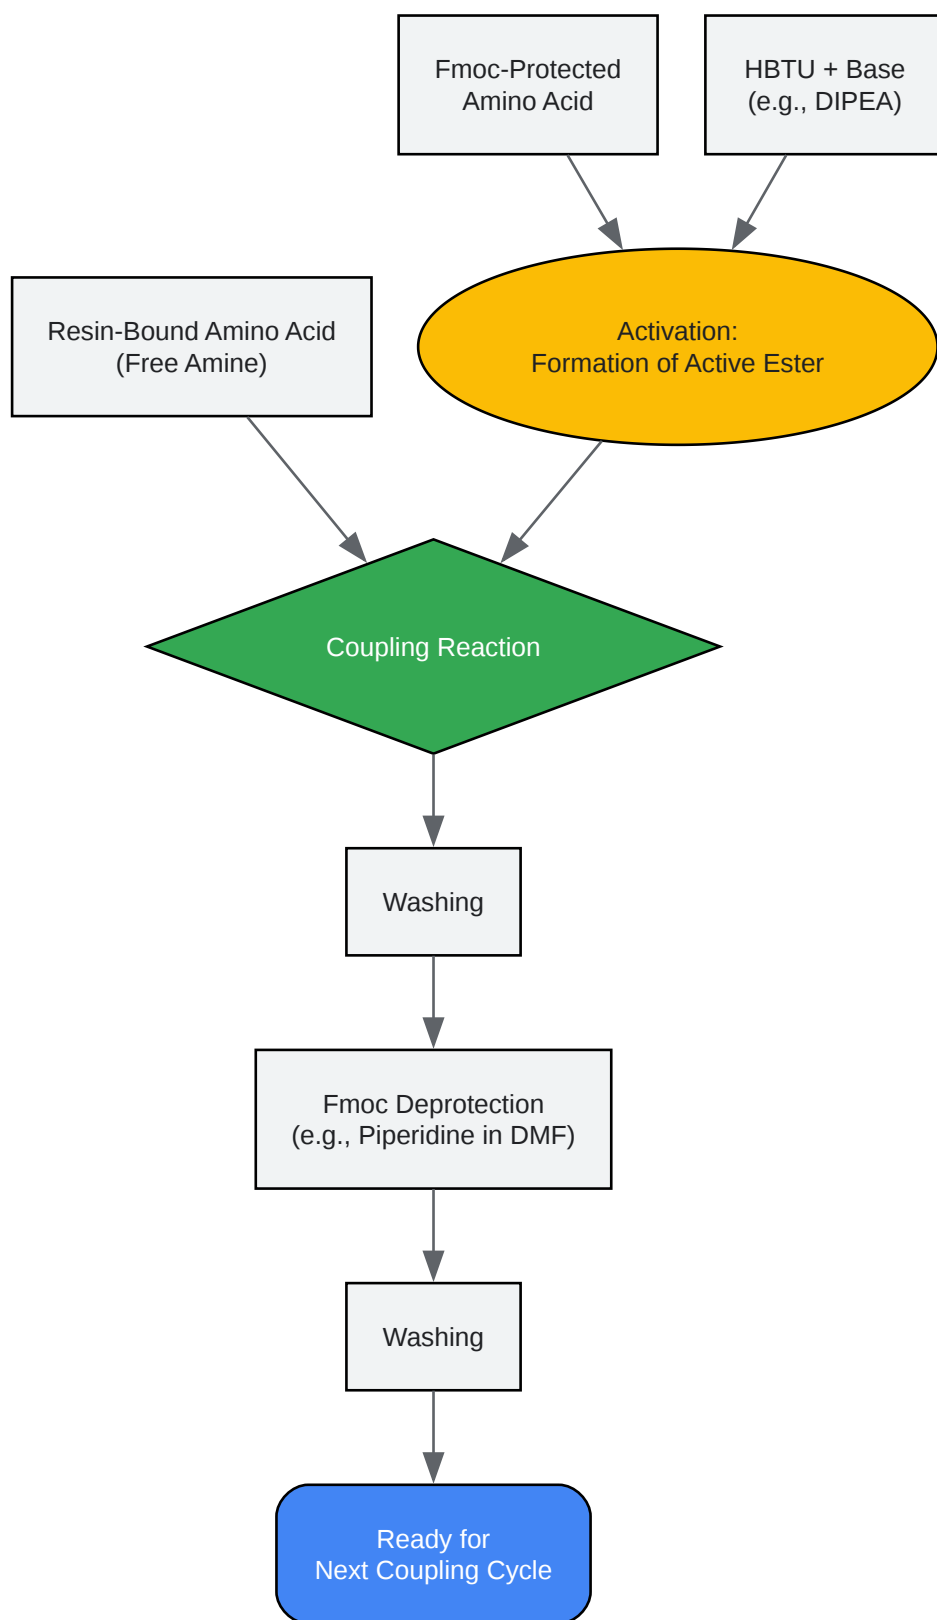 Fmoc-Protected
Amino Acid
HBTU + Base
(e.g., DIPEA)
Resin-Bound Amino Acid
(Free Amine)
Activation:
Formation of Active Ester
Coupling Reaction
Washing
Fmoc Deprotection
(e.g., Piperidine in DMF)
Washing
Ready for
Next Coupling Cycle